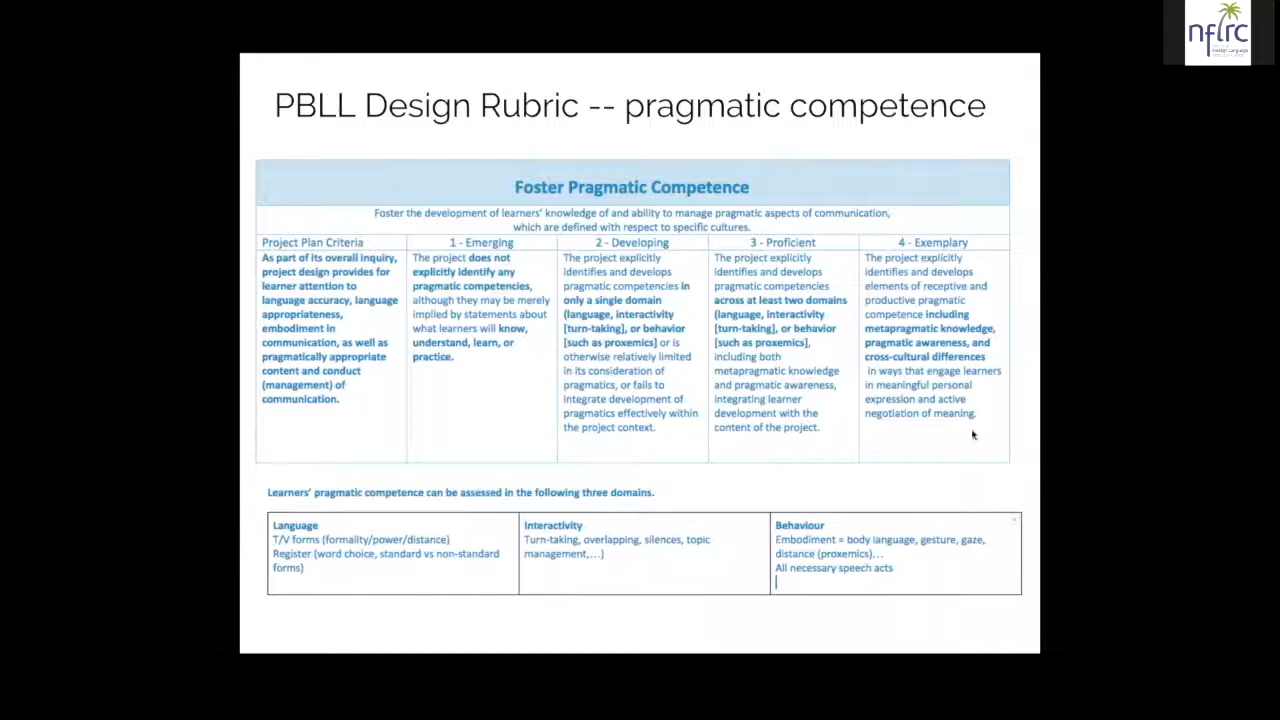 nflrc
Foreign Language
PBLL Design Rubric -- pragmatic competence
Foster Pragmatic Competence
Foster the development of learners' knowledge of and ability to manage pragmatic aspects of communication,
which are defined with respect to specific cultures.
Project Plan Criteria
As part of its overall inquiry,
project design provides for
learner attention to
language accuracy, language
appropriateness,
embodiment in
communication, as well as
pragmatically appropriate
content and conduct
(management) of
communication.
1 - Emerging
The project does not
explicitly identify any
pragmatic competencies,
although they may be merely
implied by statements about
what learners will know,
understand, learn, or
practice.
2 - Developing
The project explicitly
identifies and develops
pragmatic competencies in
only a single domain
(language, interactivity
[turn-taking], or behavior
[such as proxemics] or is
otherwise relatively limited
in its consideration of
pragmatics, or fails to
integrate development of
pragmatics effectively within
the project context.
3 - Proficient
The project explicitly
identifies and develops
pragmatic competencies
across at least two domains
(language, interactivity
[turn-taking], or behavior
[such as proxemics],
including both
metapragmatic knowledge
and pragmatic awareness,
integrating learner
development with the
content of the project.
4 - Exemplary
The project explicitly
identifies and develops
elements of receptive and
productive pragmatic
competence including
metapragmatic knowledge,
pragmatic awareness, and
cross-cultural differences
in ways that engage learners
in meaningful personal
expression and active
negotiation of meaning.
Learners' pragmatic competence can be assessed in the following three domains.
Language
T/V forms (formality/power/distance)
Register (word choice, standard vs non-standard
forms)
Interactivity
Turn-taking, overlapping, silences, topic
management,...)
Behaviour
Embodiment = body language, gesture, gaze,
distance (proxemics)...
All necessary speech acts